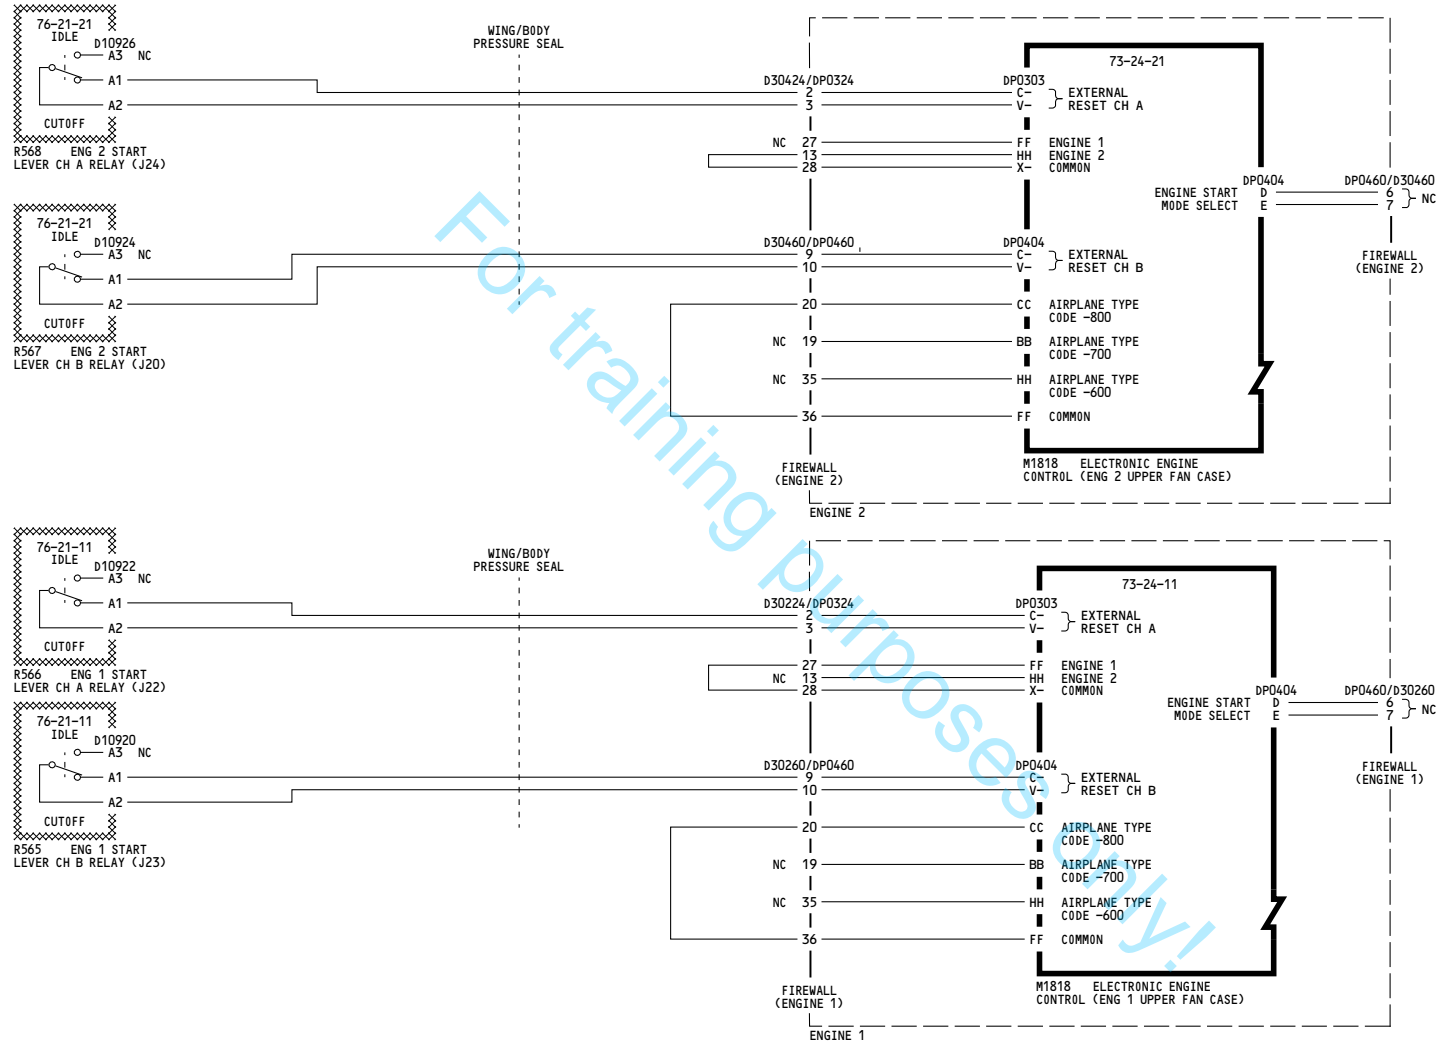 76-21-21
IDLE
D10926
A3 NC
A1
A2
CUTOFF
R568 ENG 2 START
LEVER CH A RELAY (J24)
WING/BODY
PRESSURE SEAL
D30424/DP0324
2
3
NC 27
13
28
DP0303
C-
V-
EXTERNAL
RESET CH A
FF ENGINE 1
HH ENGINE 2
X- COMMON
73-24-21
ENGINE START
MODE SELECT
DP0404
D
E
DP0460/D30460
6
7
NC
FIREWALL
(ENGINE 2)
76-21-21
IDLE
D10924
A3 NC
A1
A2
CUTOFF
R567 ENG 2 START
LEVER CH B RELAY (J20)
D30460/DP0460
9
10
20
NC 19
NC 35
36
DP0404
C-
V-
EXTERNAL
RESET CH B
CC AIRPLANE TYPE
CODE -800
BB AIRPLANE TYPE
CODE -700
HH AIRPLANE TYPE
CODE -600
FF COMMON
FIREWALL
(ENGINE 2)
M1818 ELECTRONIC ENGINE
CONTROL (ENG 2 UPPER FAN CASE)
ENGINE 2
76-21-11
IDLE
D10922
A3 NC
A1
A2
CUTOFF
R566 ENG 1 START
LEVER CH A RELAY (J22)
WING/BODY
PRESSURE SEAL
D30224/DP0324
2
3
27
NC 13
28
DP0303
C-
V-
EXTERNAL
RESET CH A
FF ENGINE 1
HH ENGINE 2
X- COMMON
73-24-11
ENGINE START
MODE SELECT
DP0404
D
E
DP0460/D30260
6
7
NC
FIREWALL
(ENGINE 1)
76-21-11
IDLE
D10920
A3 NC
A1
A2
CUTOFF
R565 ENG 1 START
LEVER CH B RELAY (J23)
D30260/DP0460
9
10
20
NC 19
NC 35
36
DP0404
C-
V-
EXTERNAL
RESET CH B
CC AIRPLANE TYPE
CODE -800
BB AIRPLANE TYPE
CODE -700
HH AIRPLANE TYPE
CODE -600
FF COMMON
FIREWALL
(ENGINE 1)
M1818 ELECTRONIC ENGINE
CONTROL (ENG 1 UPPER FAN CASE)
ENGINE 1
For training purposes only!